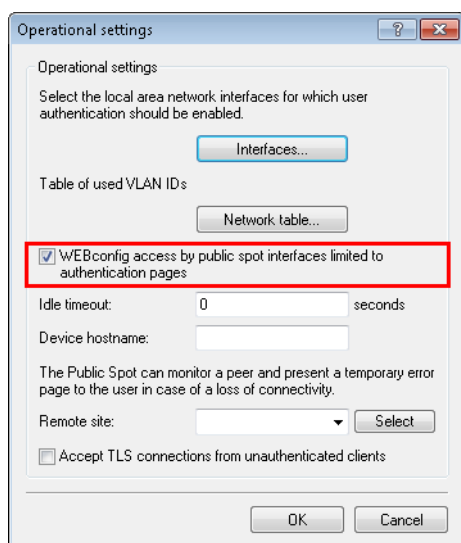 Operational settings
Operational settings
Select the local area network interfaces for which user
authentication should be enabled.
Interfaces...
Table of used VLAN IDs
Network table...
WEBconfig access by public spot interfaces limited to
authentication pages
Idle timeout: 0 seconds
Device hostname:
The Public Spot can monitor a peer and present a temporary error
page to the user in case of a loss of connectivity.
Remote site: Select
Accept TLS connections from unauthenticated clients
OK Cancel